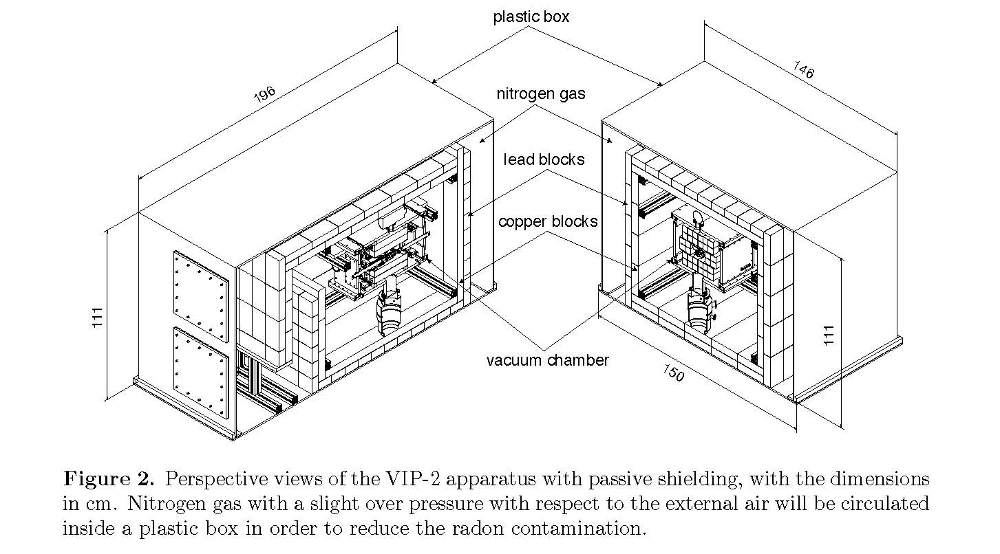 plastic box
196
146
nitrogen gas
lead blocks
copper blocks
111
111
vacuum chamber
150
Figure 2. Perspective views of the VIP-2 apparatus with passive shielding, with the dimensions
in cm. Nitrogen gas with a slight over pressure with respect to the external air will be circulated
inside a plastic box in order to reduce the radon contamination.